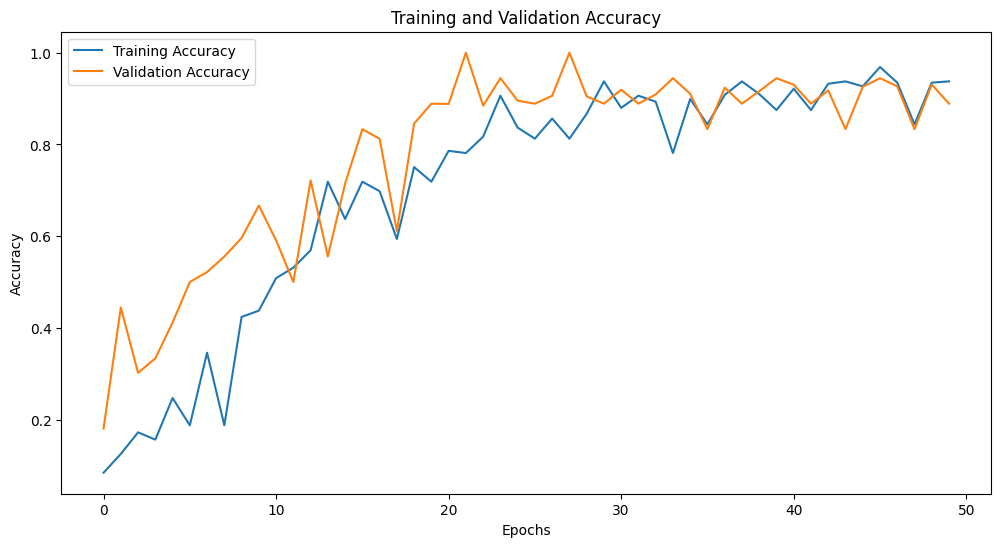 Training and Validation Accuracy
Training Accuracy
Validation Accuracy
1.0
0.8
0.6
0.4
0.2
Accuracy
0 10 20 30 40 50
Epochs